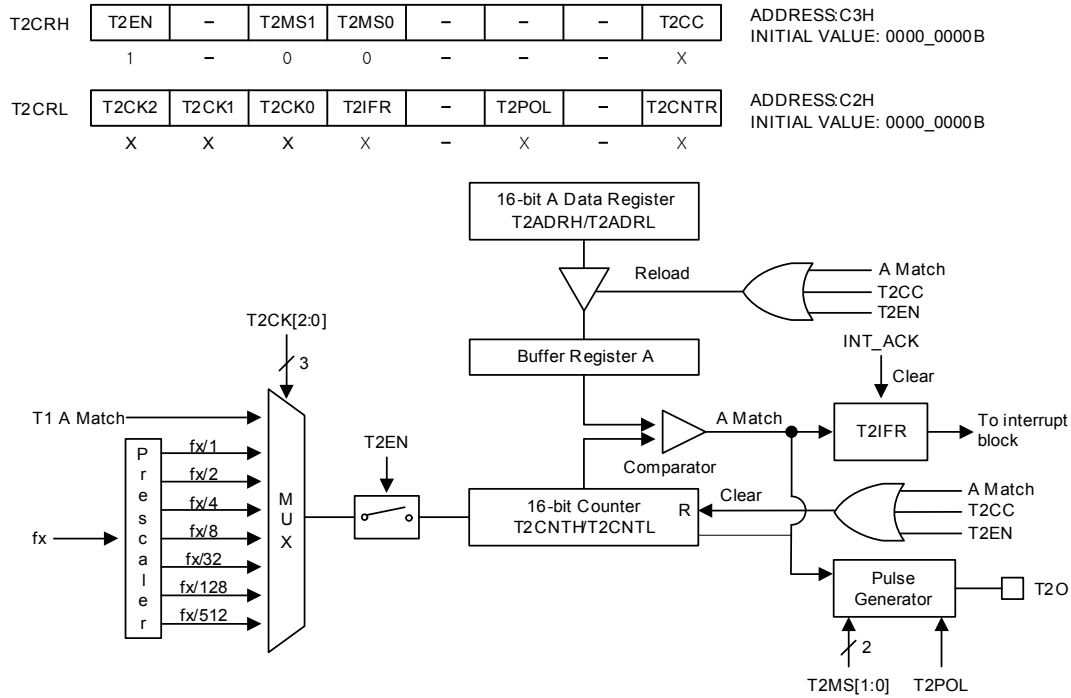 T2CRH T2EN – T2MS1 T2MS0 – – – T2CC ADDRESS:C3H
INITIAL VALUE: 0000_0000B
1 – 0 0 – – – X
T2CRL T2CK2 T2CK1 T2CK0 T2IFR – T2POL – T2CNTR ADDRESS:C2H
INITIAL VALUE: 0000_0000B
X X X X – X – X
16-bit A Data Register
T2ADRH/T2ADRL
Reload
A Match
T2CC
T2EN
T2CK[2:0]
3
Buffer Register A
INT_ACK
Clear
T1 A Match
A Match
T2IFR
To interrupt
block
Comparator
T2EN
Prescaler
fx/1
fx/2
fx/4
fx/8
fx/32
fx/128
fx/512
fx
MUX
16-bit Counter
T2CNTH/T2CNTL
R
Clear
A Match
T2CC
T2EN
Pulse
Generator
T2O
2
T2MS[1:0]
T2POL